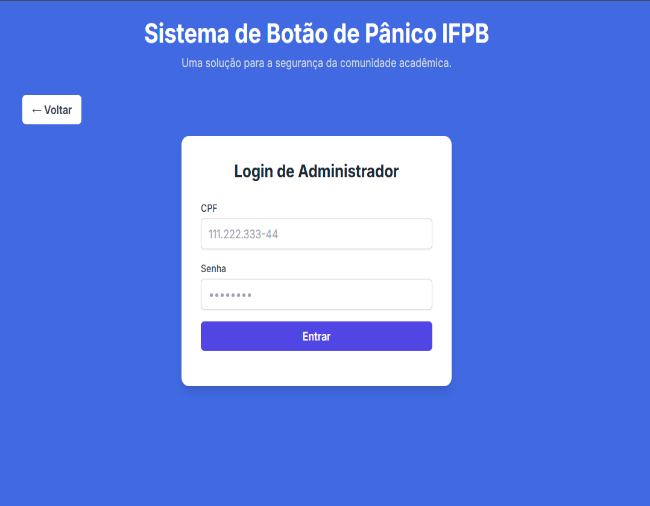 Sistema de Botão de Pânico IFPB
Uma solução para a segurança da comunidade acadêmica.
← Voltar
Login de Administrador
CPF
111.222.333-44
Senha
••••••••
Entrar